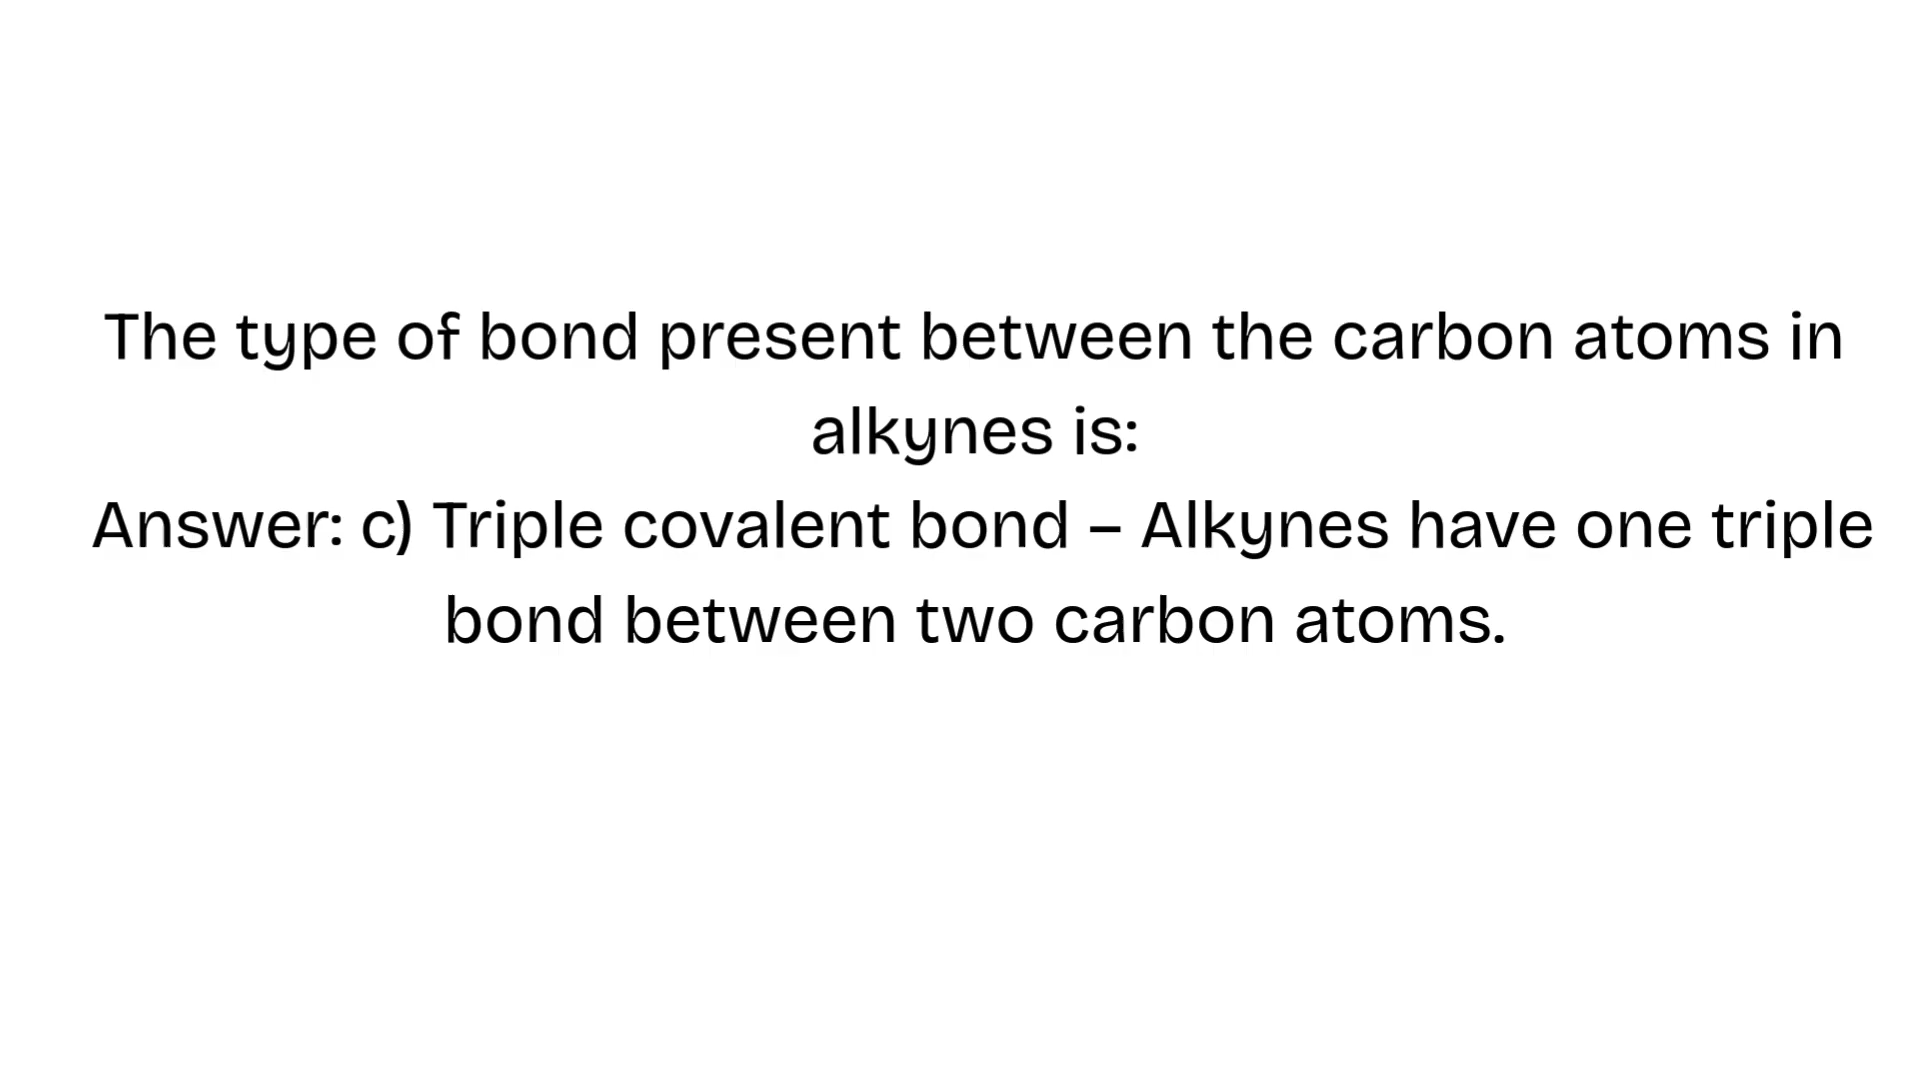 The type of bond present between the carbon atoms in
alkynes is:
Answer: c) Triple covalent bond – Alkynes have one triple
bond between two carbon atoms.